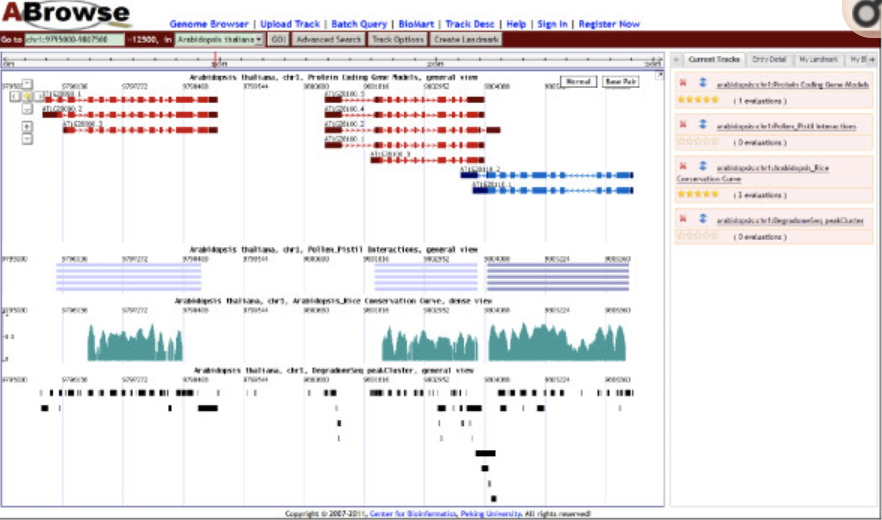 ABrowse
Genome Browser | Upload Track | Batch Query | BioMart | Track Desc | Help | Sign In | Register Now
Go to chr1:9795000-9807500 ~12500, in Arabidopsis thaliana GO! Advanced Search Track Options Create Landmark
Current Tracks Entry Detail My Landmark
Arabidopsis thaliana, chr1, Protein Coding Gene Models, general view
Normal Base Pair
9796136 9797272 9798408 9799544 9800680 9801816 9802952 9804088 9805224 9806360
arabidopsis:chr1:Protein Coding Gene Models
( 1 evaluations )
arabidopsis:chr1:Pollen_Pistil Interactions
( 0 evaluations )
arabidopsis:chr1:Arabidopsis_Rice
Conservation Curve
( 2 evaluations )
arabidopsis:chr1:DegradomeSeq peakCluster
( 0 evaluations )
Arabidopsis thaliana, chr1, Pollen_Pistil Interactions, general view
9795000 9796136 9797272 9798408 9799544 9800680 9801816 9802952 9804088 9805224 9806360
Arabidopsis thaliana, chr1, Arabidopsis_Rice Conservation Curve, dense view
9795000 9796136 9797272 9798408 9799544 9800680 9801816 9802952 9804088 9805224 9806360
Arabidopsis thaliana, chr1, DegradomeSeq peakCluster, general view
9795000 9796136 9797272 9798408 9799544 9800680 9801816 9802952 9804088 9805224 9806360
Copyright © 2007-2011, Center for Bioinformatics, Peking University. All rights reserved!